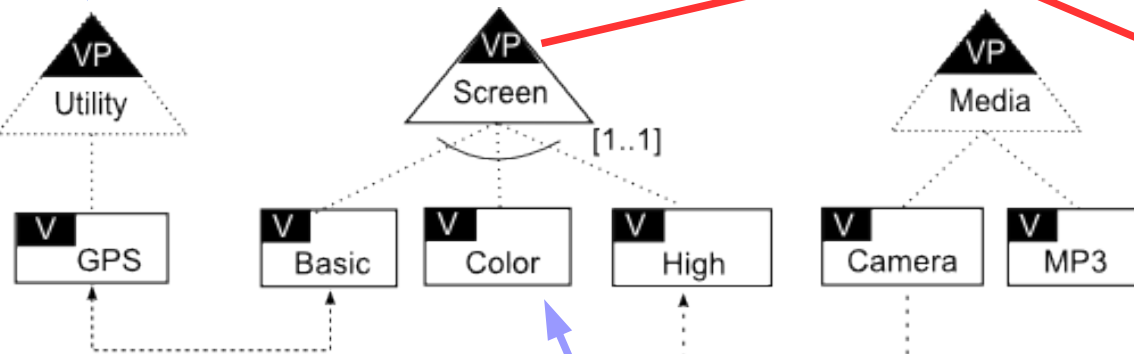 VP
Utility
VP
Screen
[1..1]
VP
Media
V
GPS
V
Basic
V
Color
V
High
V
Camera
V
MP3